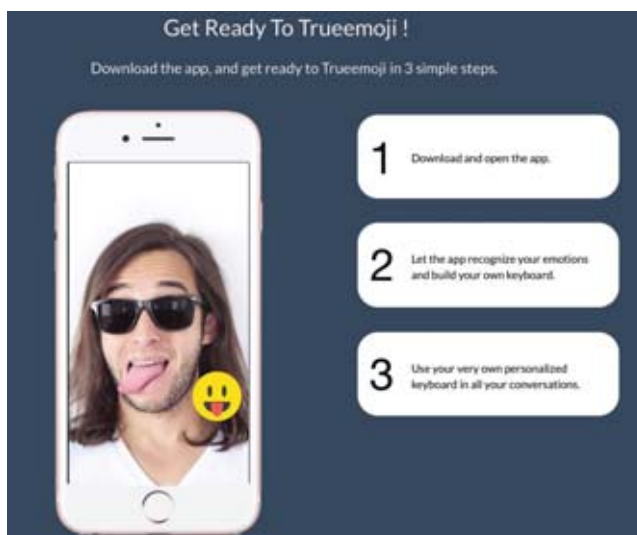 Get Ready To Trueemoji !
Download the app, and get ready to Trueemoji in 3 simple steps.
1
Download and open the app.
2
Let the app recognize your emotions
and build your own keyboard.
3
Use your very own personalized
keyboard in all your conversations.